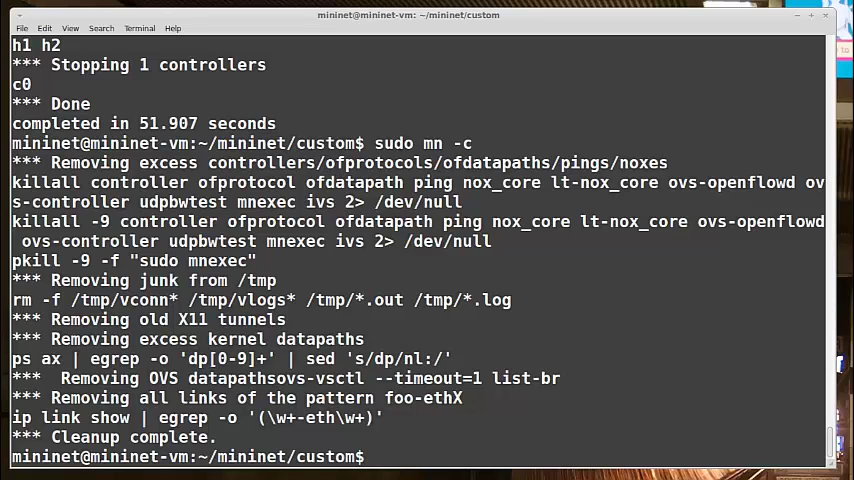 mininet@mininet-vm: ~/mininet/custom
File Edit View Search Terminal Help
h1 h2
*** Stopping 1 controllers
c0
*** Done
completed in 51.907 seconds
mininet@mininet-vm:~/mininet/custom$ sudo mn -c
*** Removing excess controllers/ofprotocols/ofdatapaths/pings/noxes
killall controller ofprotocol ofdatapath ping nox_core lt-nox_core ovs-openflowd ov
s-controller udpbwtest mnexec ivs 2> /dev/null
killall -9 controller ofprotocol ofdatapath ping nox_core lt-nox_core ovs-openflowd
 ovs-controller udpbwtest mnexec ivs 2> /dev/null
pkill -9 -f "sudo mnexec"
*** Removing junk from /tmp
rm -f /tmp/vconn* /tmp/vlogs* /tmp/*.out /tmp/*.log
*** Removing old X11 tunnels
*** Removing excess kernel datapaths
ps ax | egrep -o 'dp[0-9]+' | sed 's/dp/nl:/'
***  Removing OVS datapathsovs-vsctl --timeout=1 list-br
*** Removing all links of the pattern foo-ethX
ip link show | egrep -o '(\w+-eth\w+)'
*** Cleanup complete.
mininet@mininet-vm:~/mininet/custom$